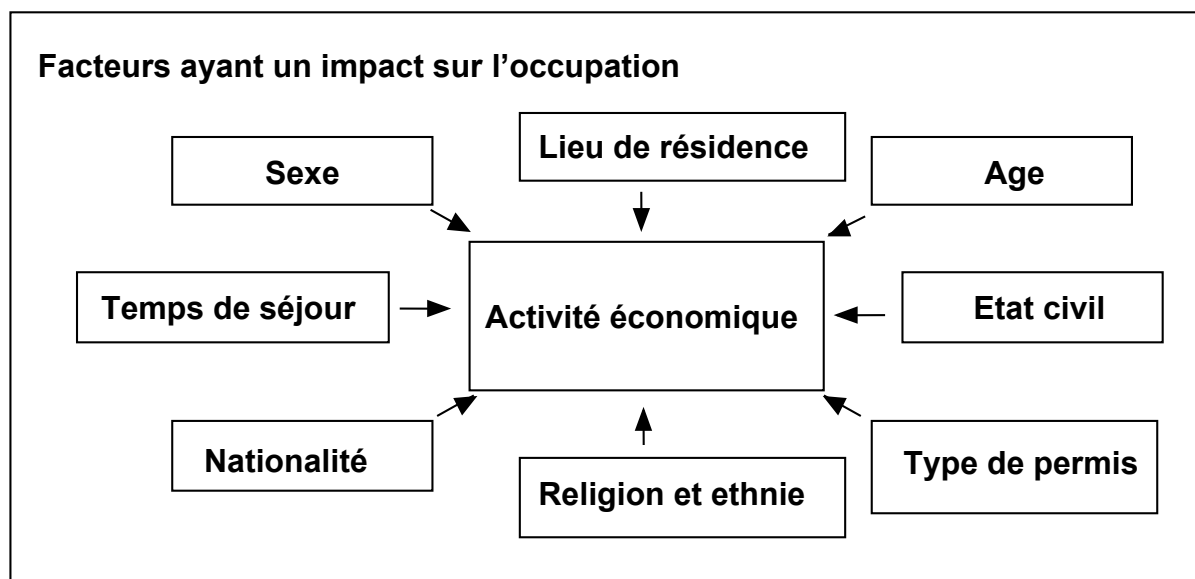 Facteurs ayant un impact sur l’occupation
Lieu de résidence
Sexe
Age
Temps de séjour
Activité économique
Etat civil
Nationalité
Religion et ethnie
Type de permis